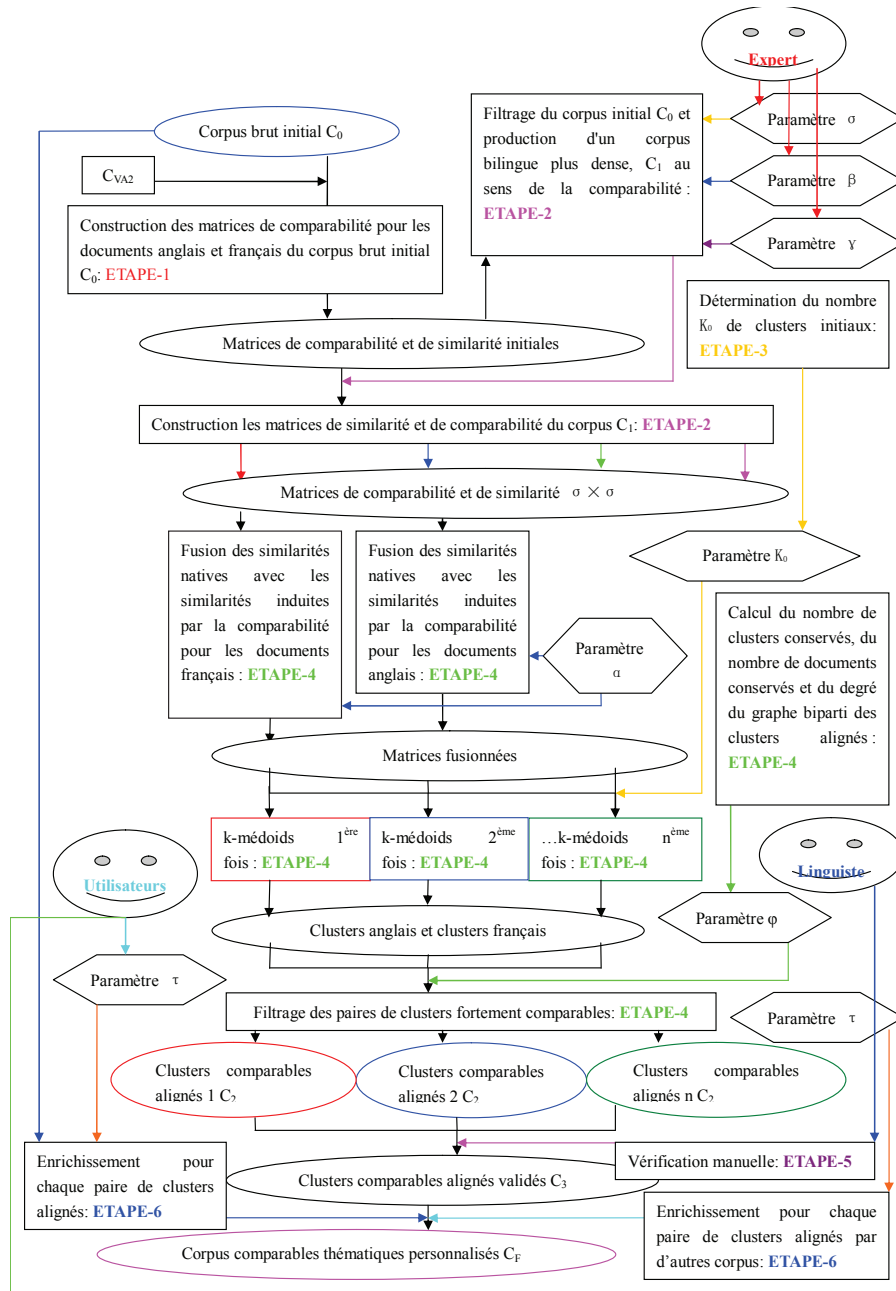 Expert
Corpus brut initial C₀
Filtrage du corpus initial C₀ et
production d'un corpus
bilingue plus dense, C₁ au
sens de la comparabilité :
ETAPE-2
Paramètre σ
Paramètre β
Paramètre ɣ
C_VA2
Construction des matrices de comparabilité pour les
documents anglais et français du corpus brut initial
C₀: ETAPE-1
Détermination du nombre
K₀ de clusters initiaux:
ETAPE-3
Matrices de comparabilité et de similarité initiales
Construction les matrices de similarité et de comparabilité du corpus C₁: ETAPE-2
Matrices de comparabilité et de similarité σ × σ
Fusion des similarités
natives avec les
similarités induites
par la comparabilité
pour les documents
français : ETAPE-4
Fusion des similarités
natives avec les
similarités induites
par la comparabilité
pour les documents
anglais : ETAPE-4
Paramètre
α
Paramètre K₀
Calcul du nombre de
clusters conservés, du
nombre de documents
conservés et du degré
du graphe biparti des
clusters alignés :
ETAPE-4
Matrices fusionnées
k-médoids 1ère
fois : ETAPE-4
k-médoids 2ème
fois : ETAPE-4
…k-médoids nème
fois : ETAPE-4
Utilisateurs
Linguiste
Clusters anglais et clusters français
Paramètre φ
Paramètre τ
Filtrage des paires de clusters fortement comparables: ETAPE-4
Paramètre τ
Clusters comparables
alignés 1 C₂
Clusters comparables
alignés 2 C₂
Clusters comparables
alignés n C₂
Enrichissement pour
chaque paire de clusters
alignés: ETAPE-6
Clusters comparables alignés validés C₃
Vérification manuelle: ETAPE-5
Enrichissement pour chaque
paire de clusters alignés par
d'autres corpus: ETAPE-6
Corpus comparables thématiques personnalisés C_F